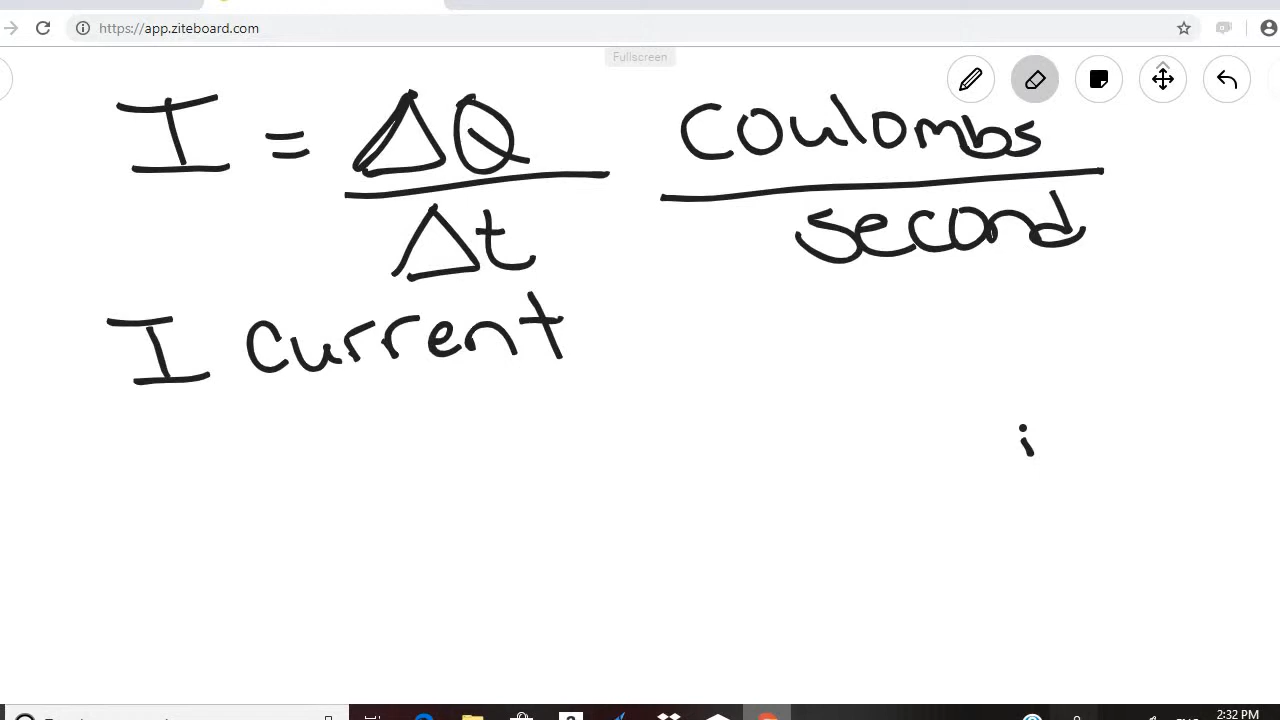 https://app.ziteboard.com
Fullscreen
I = ΔQ / Δt coulombs / second
I current
i
2:32 PM